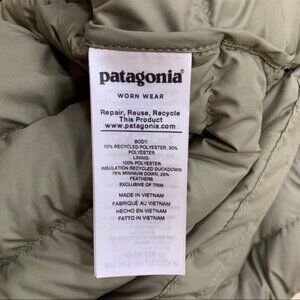 patagonia®
WORN WEAR
Repair, Reuse, Recycle
This Product
www.patagonia.com
BODY:
70% RECYCLED POLYESTER, 30%
POLYESTER
LINING:
100% POLYESTER
INSULATION RECYCLED DUCKDOWN
75% MINIMUM DOWN, 25%
FEATHERS
EXCLUSIVE OF TRIM
MADE IN VIETNAM
FABRIQUÉ AU VIETNAM
HECHO EN VIETNAM
FATTO IN VIETNAM